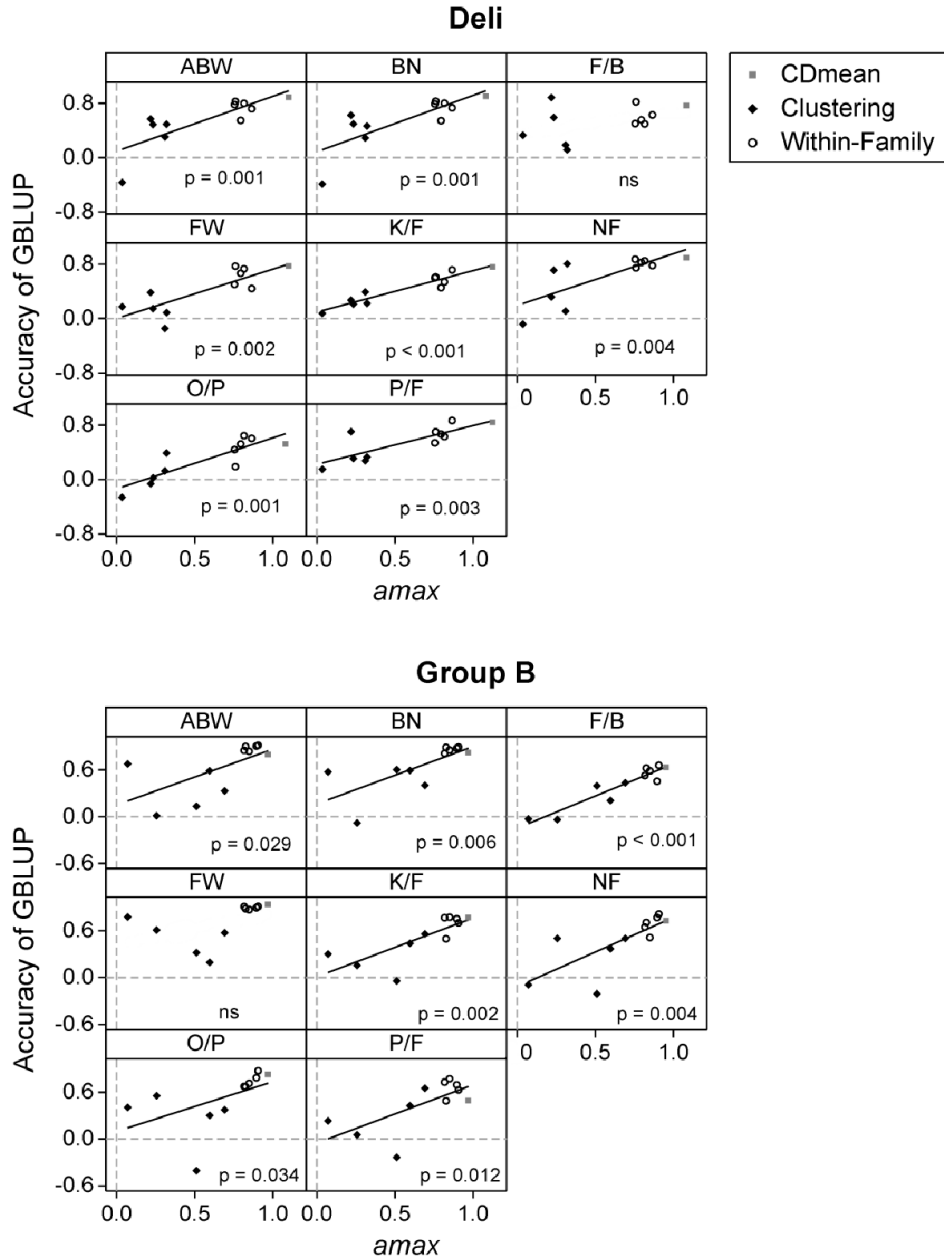 Deli
ABW BN F/B
CDmean
Clustering
Within-Family
0.8
0.0
-0.8
p = 0.001 p = 0.001 ns
FW K/F NF
0.8
0.0
-0.8
p = 0.002 p < 0.001 p = 0.004
O/P P/F 0 0.5 1.0
0.8
0.0
-0.8
p = 0.001 p = 0.003
0.0 0.5 1.0 0.0 0.5 1.0
Accuracy of GBLUP
amax
Group B
ABW BN F/B
0.6
0.0
-0.6
p = 0.029 p = 0.006 p < 0.001
FW K/F NF
0.6
0.0
-0.6
ns p = 0.002 p = 0.004
O/P P/F 0 0.5 1.0
0.6
0.0
-0.6
p = 0.034 p = 0.012
0.0 0.5 1.0 0.0 0.5 1.0
Accuracy of GBLUP
amax